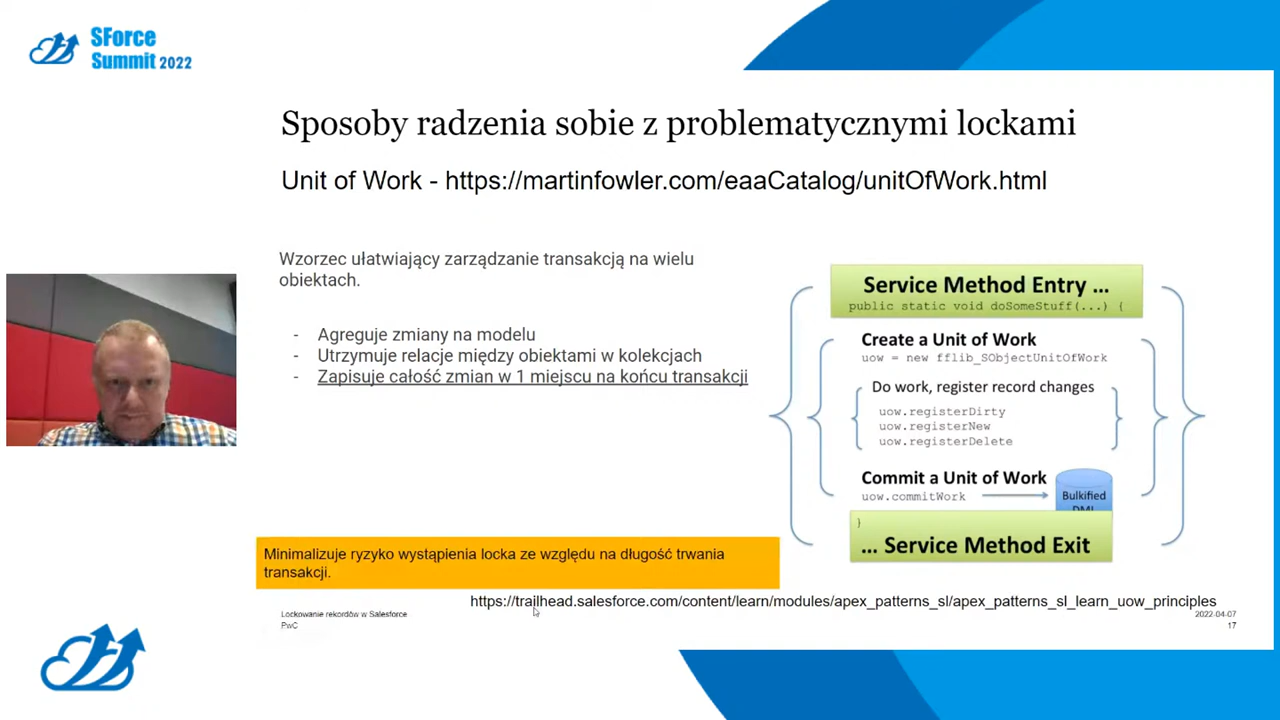 SForce
Summit 2022
Sposoby radzenia sobie z problematycznymi lockami
Unit of Work - https://martinfowler.com/eaaCatalog/unitOfWork.html
Wzorzec ułatwiający zarządzanie transakcją na wielu
obiektach.
- Agreguje zmiany na modelu
- Utrzymuje relacje między obiektami w kolekcjach
- Zapisuje całość zmian w 1 miejscu na końcu transakcji
Service Method Entry ...
public static void doSomeStuff(...) {
Create a Unit of Work
uow = new fflib_SObjectUnitOfWork
Do work, register record changes
uow.registerDirty
uow.registerNew
uow.registerDelete
Commit a Unit of Work
uow.commitWork
Bulkified
DML
}
... Service Method Exit
Minimalizuje ryzyko wystąpienia locka ze względu na długość trwania
transakcji.
https://trailhead.salesforce.com/content/learn/modules/apex_patterns_sl/apex_patterns_sl_learn_uow_principles
Lockowanie rekordów w Salesforce
PwC
2022-04-07
17